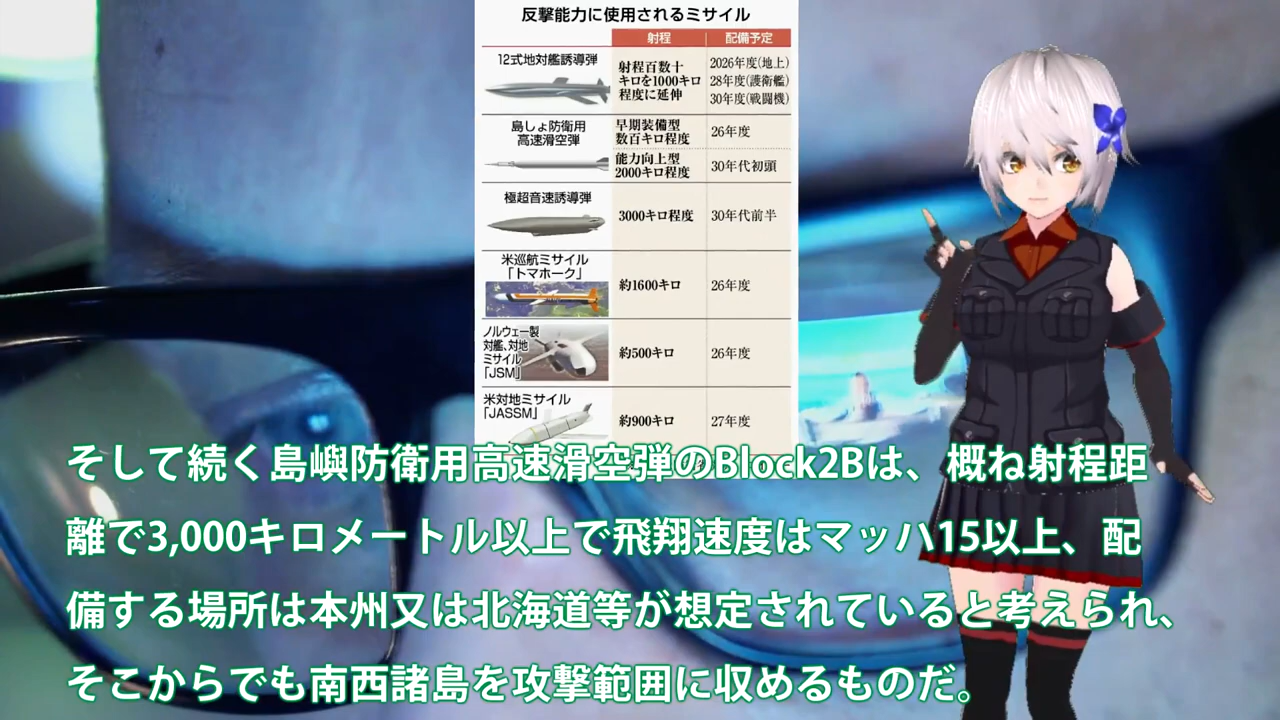 反撃能力に使用されるミサイル
射程
配備予定
12式地対艦誘導弾
射程百数十
キロを1000キロ
程度に延伸
2026年度(地上)
28年度(護衛艦)
30年度(戦闘機)
島しょ防衛用
高速滑空弾
早期装備型
数百キロ程度
26年度
能力向上型
2000キロ程度
30年代初頭
極超音速誘導弾
3000キロ程度
30年代前半
米巡航ミサイル
「トマホーク」
約1600キロ
26年度
ノルウェー製
対艦、対地
ミサイル
「JSM」
約500キロ
26年度
米対地ミサイル
「JASSM」
約900キロ
27年度
そして続く島嶼防衛用高速滑空弾のBlock2Bは、概ね射程距
離で3,000キロメートル以上で飛翔速度はマッハ15以上、配
備する場所は本州又は北海道等が想定されていると考えられ、
そこからでも南西諸島を攻撃範囲に収めるものだ。